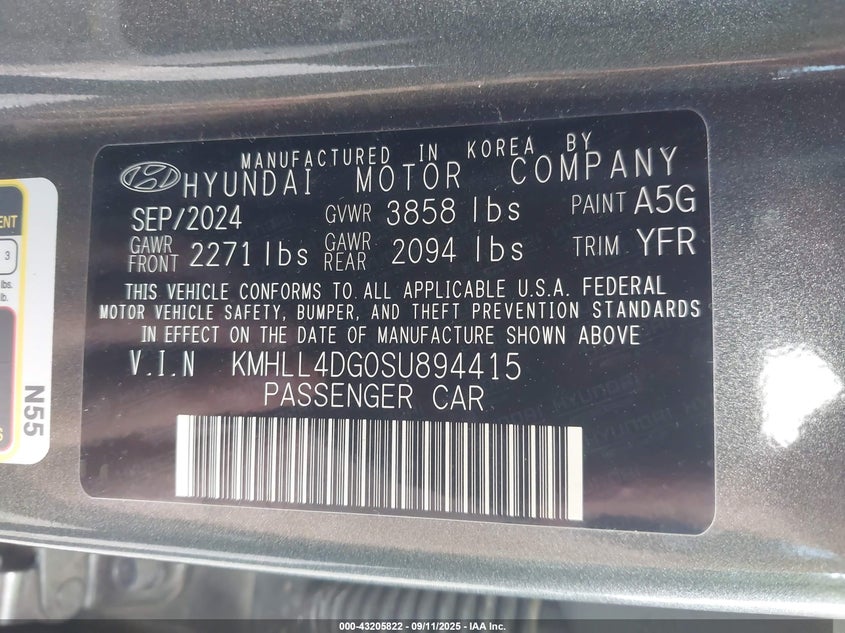 MANUFACTURED IN KOREA BY
HYUNDAI MOTOR COMPANY
SEP/2024 GVWR 3858 lbs PAINT A5G
GAWR FRONT 2271 lbs GAWR REAR 2094 lbs TRIM YFR
THIS VEHICLE CONFORMS TO ALL APPLICABLE U.S.A. FEDERAL
MOTOR VEHICLE SAFETY, BUMPER, AND THEFT PREVENTION STANDARDS
IN EFFECT ON THE DATE OF MANUFACTURE SHOWN ABOVE
V.I.N KMHLL4DG0SU894415
PASSENGER CAR
3
lbs.
lb.
N55
000-43205822 - 09/11/2025 - IAA Inc.